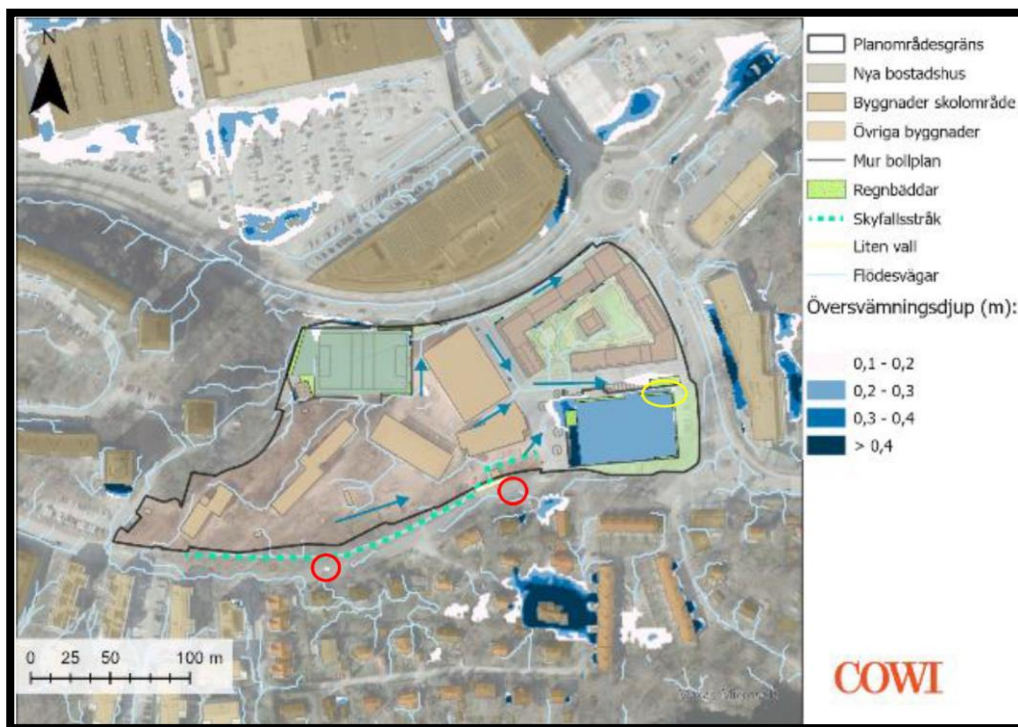 N
Planområdesgräns
Nya bostadshus
Byggnader skolområde
Övriga byggnader
Mur bollplan
Regnbäddar
Skyfallsstråk
Liten vall
Flödesvägar
Översvämningsdjup (m):
0,1 - 0,2
0,2 - 0,3
0,3 - 0,4
> 0,4
0 25 50 100 m
COWI